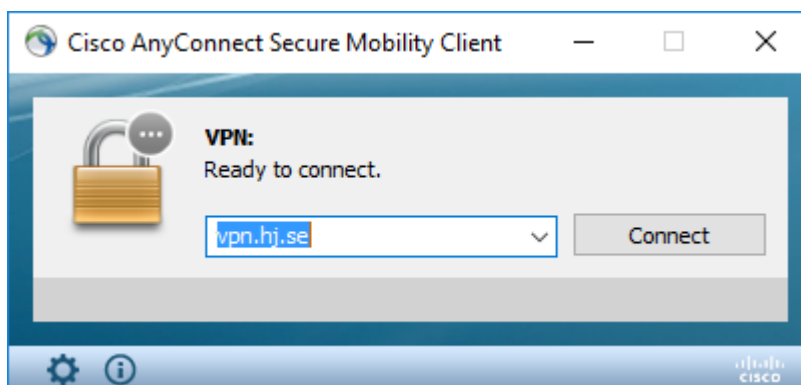 Cisco AnyConnect Secure Mobility Client
VPN:
Ready to connect.
vpn.hj.se
Connect
CISCO